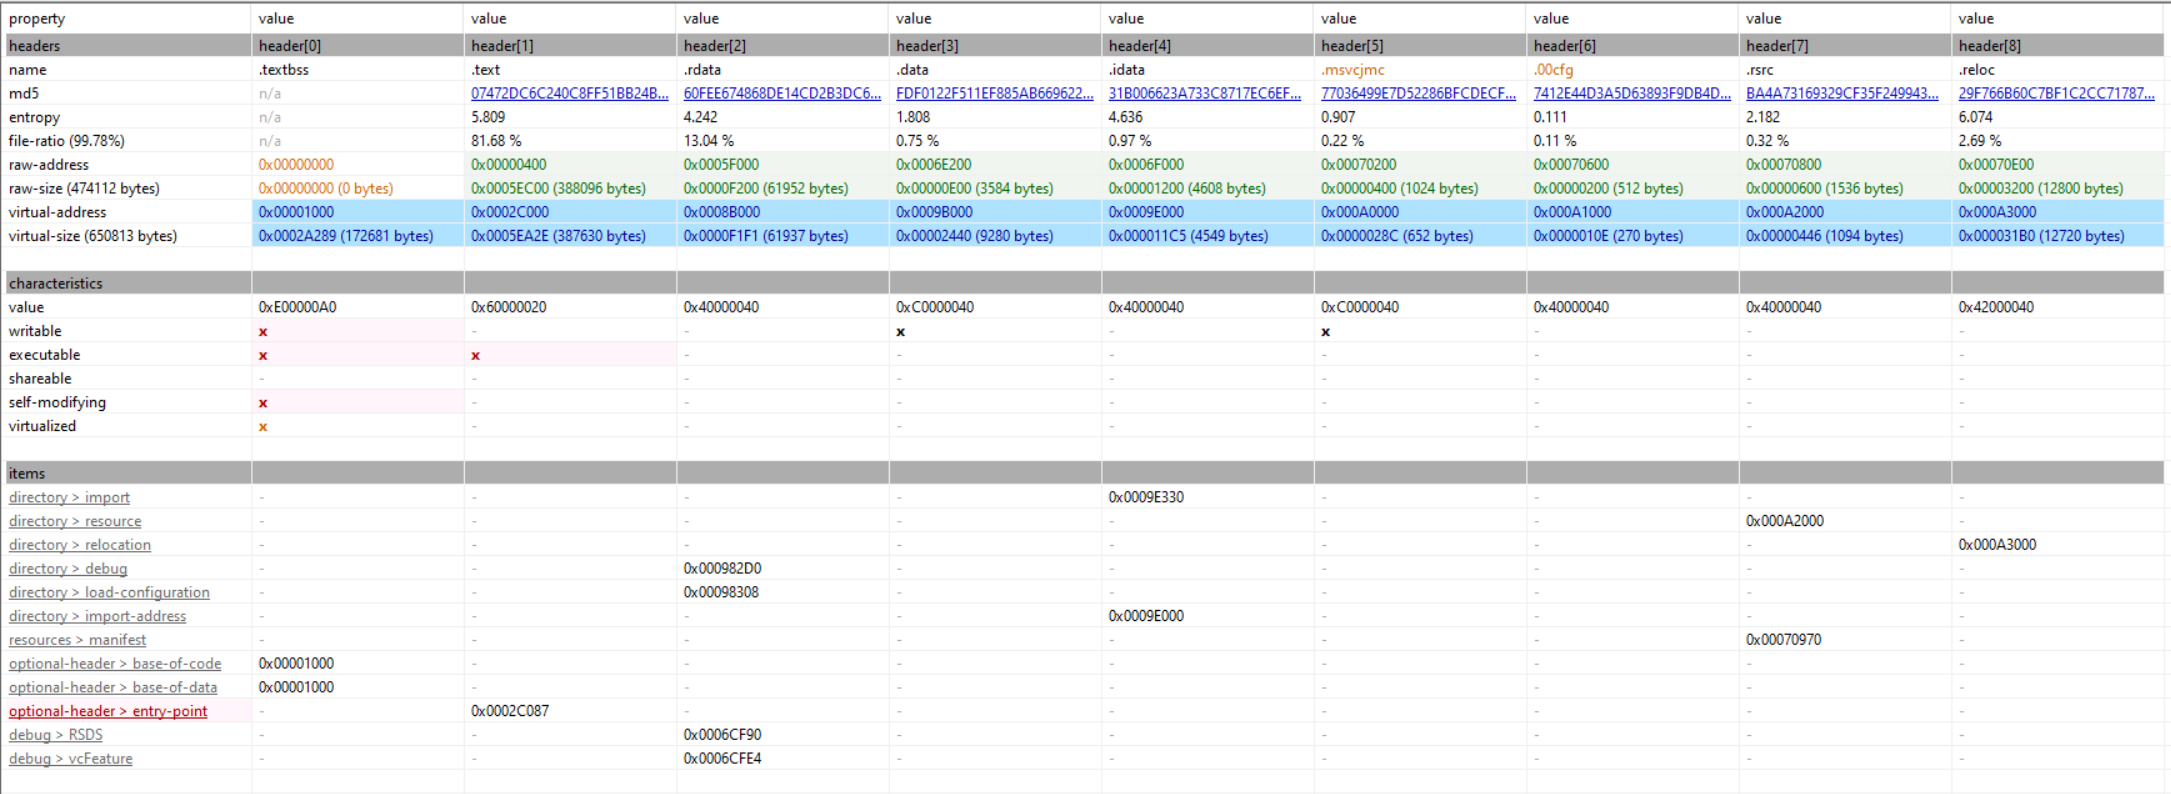 property value value value value value value value value value
headers header[0] header[1] header[2] header[3] header[4] header[5] header[6] header[7] header[8]
name .textbss .text .rdata .data .idata .msvcjmc .00cfg .rsrc .reloc
md5 n/a 07472DC6C240C8FF51BB24B... 60FEE674868DE14CD2B3DC6... FDF0122F511EF885AB669622... 31B006623A733C8717EC6EF... 77036499E7D52286BFCDECF... 7412E44D3A5D63893F9DB4D... BA4A73169329CF35F249943... 29F766B60C7BF1C2CC71787...
entropy n/a 5.809 4.242 1.808 4.636 0.907 0.111 2.182 6.074
file-ratio (99.78%) n/a 81.68 % 13.04 % 0.75 % 0.97 % 0.22 % 0.11 % 0.32 % 2.69 %
raw-address 0x00000000 0x00000400 0x0005F000 0x0006E200 0x0006F000 0x00070200 0x00070600 0x00070800 0x00070E00
raw-size (474112 bytes) 0x00000000 (0 bytes) 0x0005EC00 (388096 bytes) 0x0000F200 (61952 bytes) 0x00000E00 (3584 bytes) 0x00001200 (4608 bytes) 0x00000400 (1024 bytes) 0x00000200 (512 bytes) 0x00000600 (1536 bytes) 0x00003200 (12800 bytes)
virtual-address 0x00001000 0x0002C000 0x0008B000 0x0009B000 0x0009E000 0x000A0000 0x000A1000 0x000A2000 0x000A3000
virtual-size (650813 bytes) 0x0002A289 (172681 bytes) 0x0005EA2E (387630 bytes) 0x0000F1F1 (61937 bytes) 0x00002440 (9280 bytes) 0x000011C5 (4549 bytes) 0x0000028C (652 bytes) 0x0000010E (270 bytes) 0x00000446 (1094 bytes) 0x000031B0 (12720 bytes)
characteristics
value 0xE00000A0 0x60000020 0x40000040 0xC0000040 0x40000040 0xC0000040 0x40000040 0x40000040 0x42000040
writable x - - x - x - - -
executable x x - - - - - - -
shareable - - - - - - - - -
self-modifying x - - - - - - - -
virtualized x - - - - - - - -
items
directory > import - - - - 0x0009E330 - - - -
directory > resource - - - - - - - 0x000A2000 -
directory > relocation - - - - - - - - 0x000A3000
directory > debug - - 0x000982D0 - - - - - -
directory > load-configuration - - 0x00098308 - - - - - -
directory > import-address - - - - 0x0009E000 - - - -
resources > manifest - - - - - - - 0x00070970 -
optional-header > base-of-code 0x00001000 - - - - - - - -
optional-header > base-of-data 0x00001000 - - - - - - - -
optional-header > entry-point - 0x0002C087 - - - - - - -
debug > RSDS - - 0x0006CF90 - - - - - -
debug > vcFeature - - 0x0006CFE4 - - - - - -